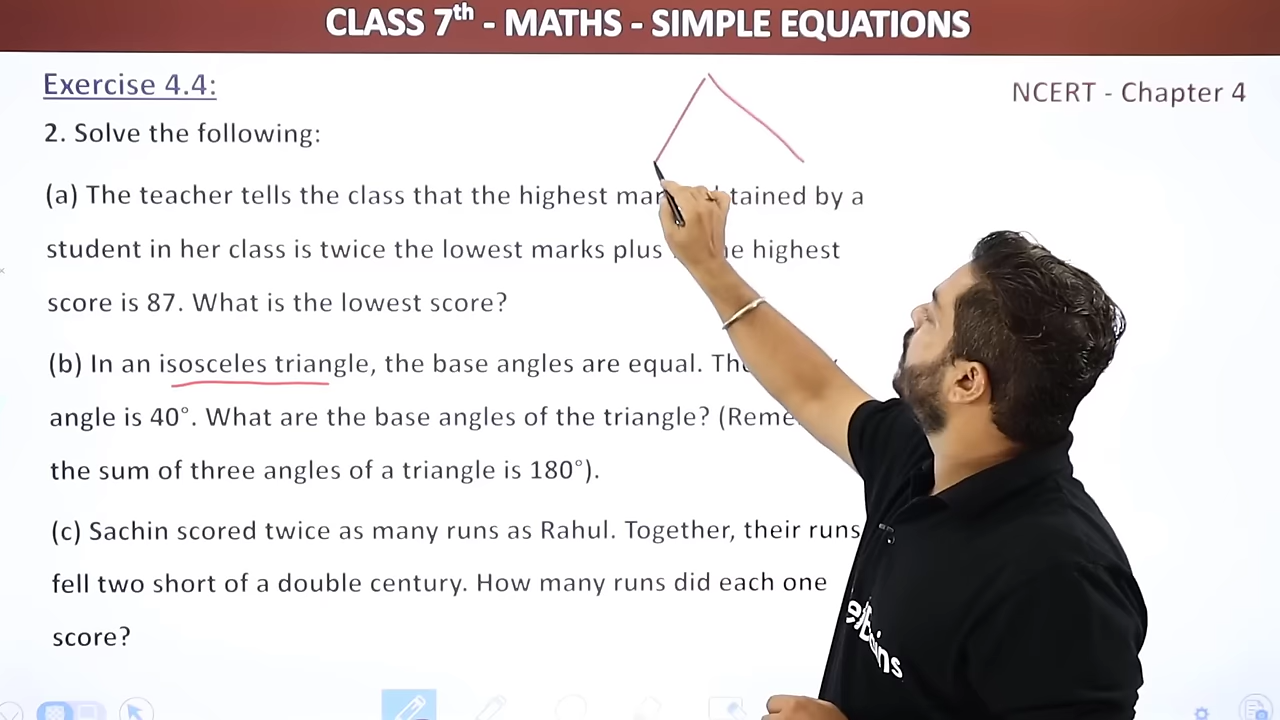 CLASS 7th - MATHS - SIMPLE EQUATIONS
Exercise 4.4:
NCERT - Chapter 4
2. Solve the following:
(a) The teacher tells the class that the highest by a
student in her class is twice the lowest marks plus highest
score is 87. What is the lowest score?
(b) In an isosceles triangle, the base angles are equal.
angle is 40°. What are the base angles of the triangle?
the sum of three angles of a triangle is 180°).
(c) Sachin scored twice as many runs as Rahul. Together, their runs
fell two short of a double century. How many runs did each one
score?